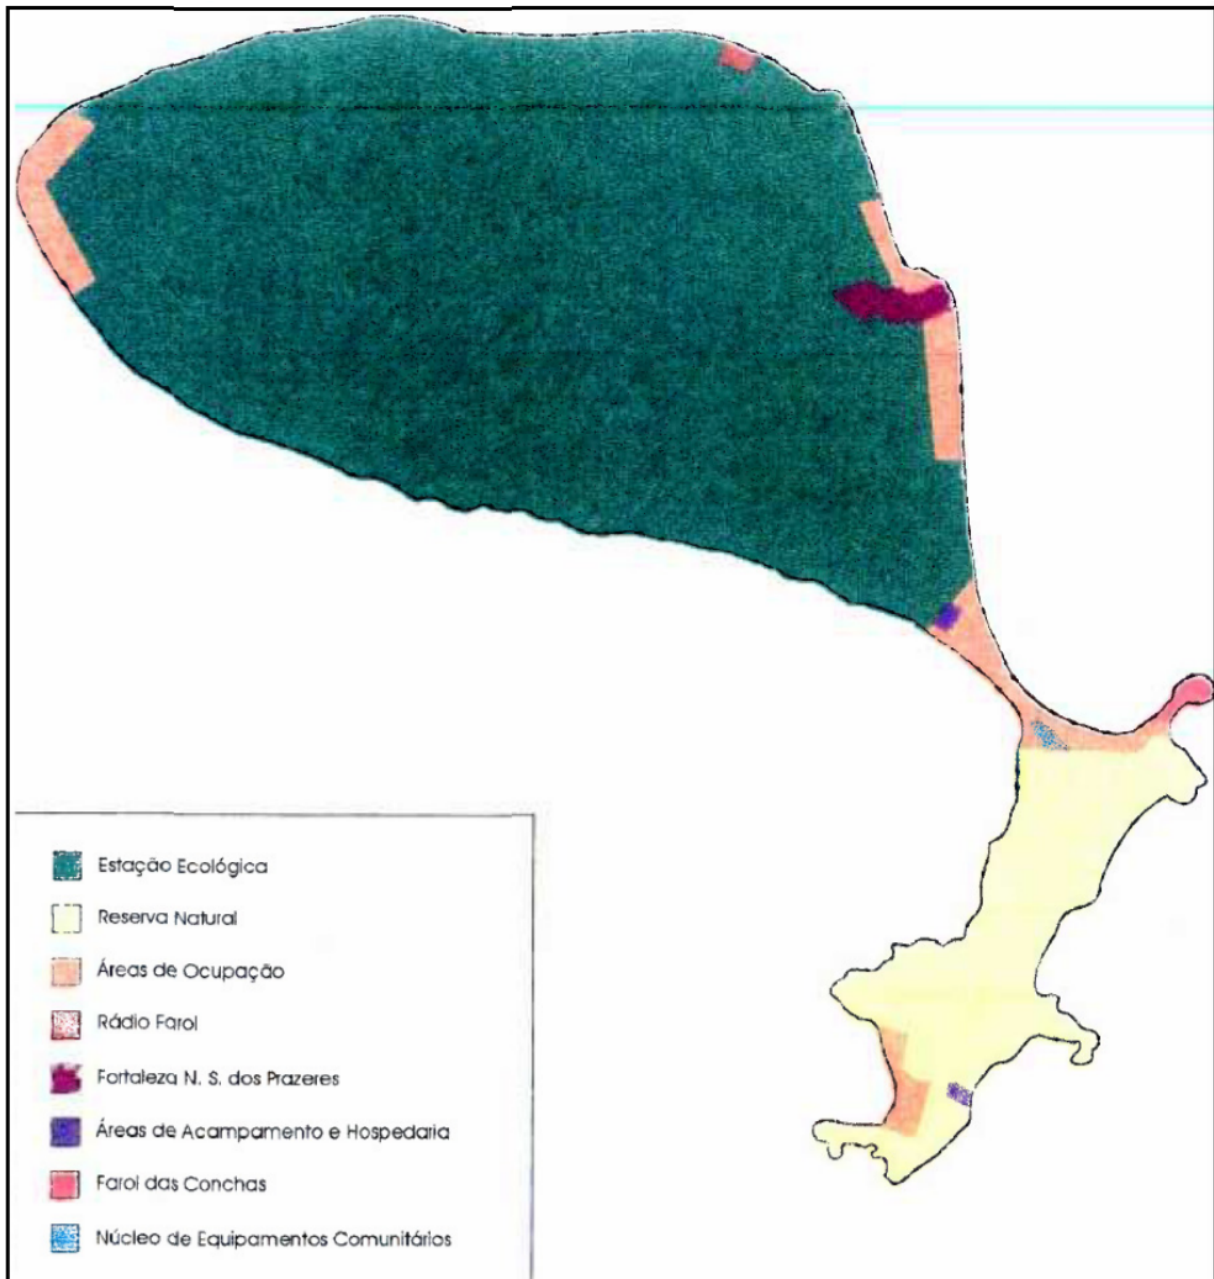 Estação Ecológica
Reserva Natural
Áreas de Ocupação
Rádio Farol
Fortaleza N. S. dos Prazeres
Áreas de Acampamento e Hospedaria
Farol das Conchas
Núcleo de Equipamentos Comunitários